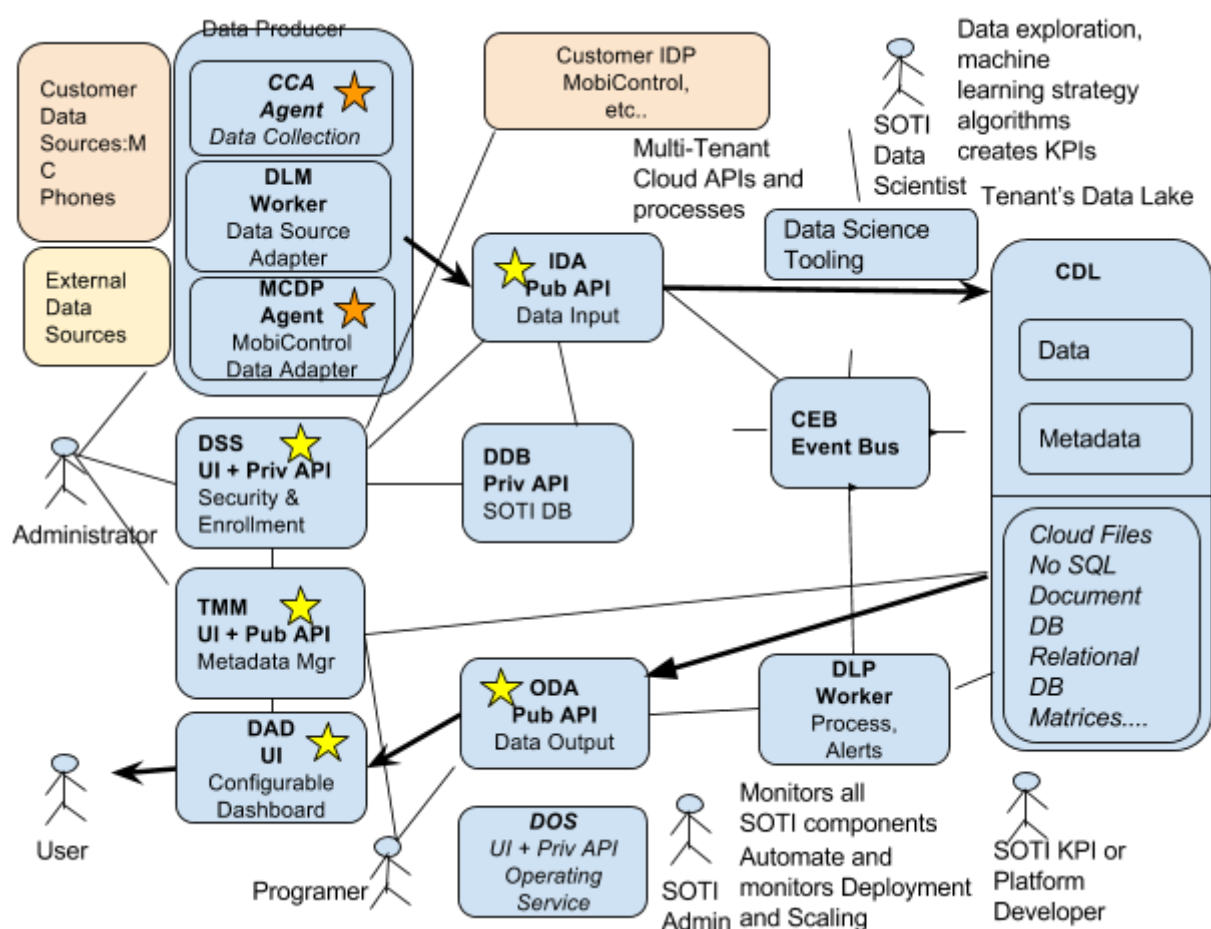 Data Producer
Customer
Data
Sources:M
C
Phones
CCA
Agent
Data Collection
DLM
Worker
Data Source
Adapter
MCDP
Agent
MobiControl
Data Adapter
External
Data
Sources
Customer IDP
MobiControl,
etc..
Multi-Tenant
Cloud APIs and
processes
SOTI
Data
Scientist
Data exploration,
machine
learning strategy
algorithms
creates KPIs
Tenant's Data Lake
Data Science
Tooling
IDA
Pub API
Data Input
CDL
Data
Metadata
Cloud Files
No SQL
Document
DB
Relational
DB
Matrices....
CEB
Event Bus
Administrator
DSS
UI + Priv API
Security &
Enrollment
DDB
Priv API
SOTI DB
TMM
UI + Pub API
Metadata Mgr
ODA
Pub API
Data Output
DLP
Worker
Process,
Alerts
DAD
UI
Configurable
Dashboard
User
Programer
DOS
UI + Priv API
Operating
Service
SOTI
Admin
Monitors all
SOTI components
Automate and
monitors Deployment
and Scaling
SOTI KPI or
Platform
Developer